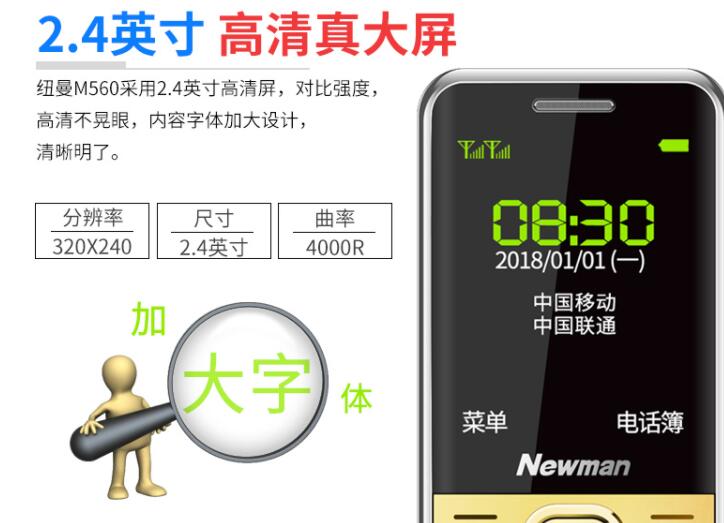 2.4英寸 高清真大屏
纽曼M560采用2.4英寸高清屏，对比强度，
高清不晃眼，内容字体加大设计，
清晰明了。
分辨率
320X240
尺寸
2.4英寸
曲率
4000R
加
大字
体
08:30
2018/01/01 (一)
中国移动
中国联通
菜单 电话簿
Newman